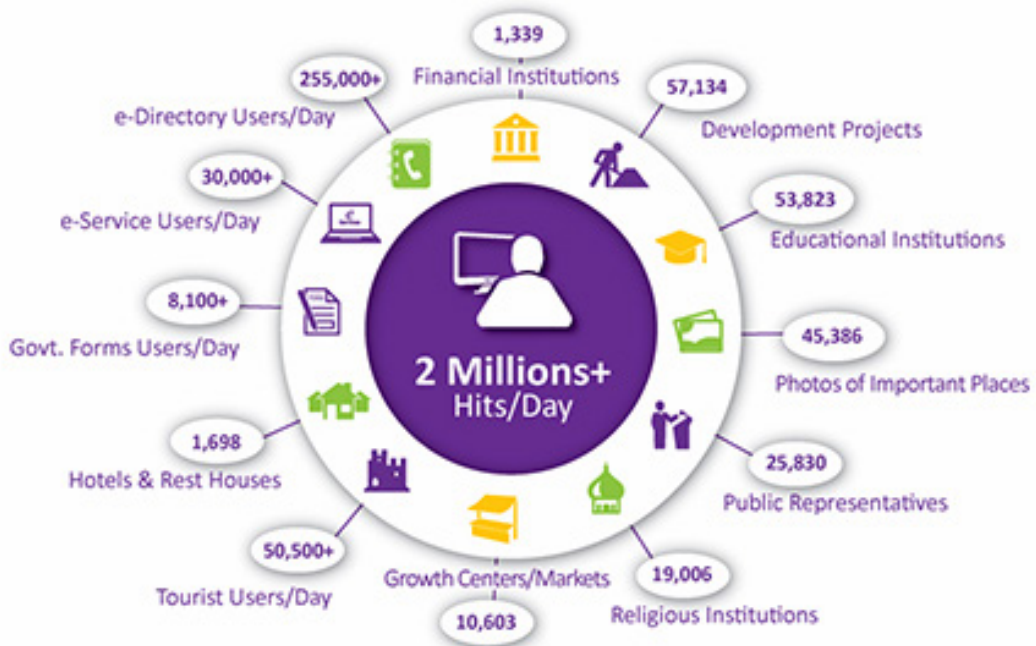 1,339
Financial Institutions
57,134
Development Projects
53,823
Educational Institutions
45,386
Photos of Important Places
25,830
Public Representatives
19,006
Religious Institutions
Growth Centers/Markets
10,603
50,500+
Tourist Users/Day
1,698
Hotels & Rest Houses
8,100+
Govt. Forms Users/Day
30,000+
e-Service Users/Day
255,000+
e-Directory Users/Day
2 Millions+
Hits/Day